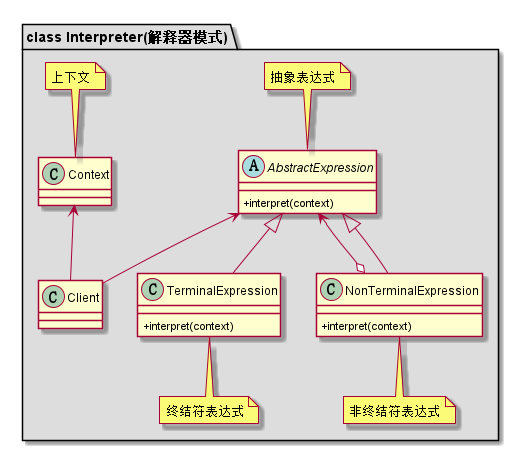 class Interpreter(解释器模式)
上下文
抽象表达式
C Context
A AbstractExpression
+interpret(context)
C Client
C TerminalExpression
+interpret(context)
C NonTerminalExpression
+interpret(context)
终结符表达式
非终结符表达式